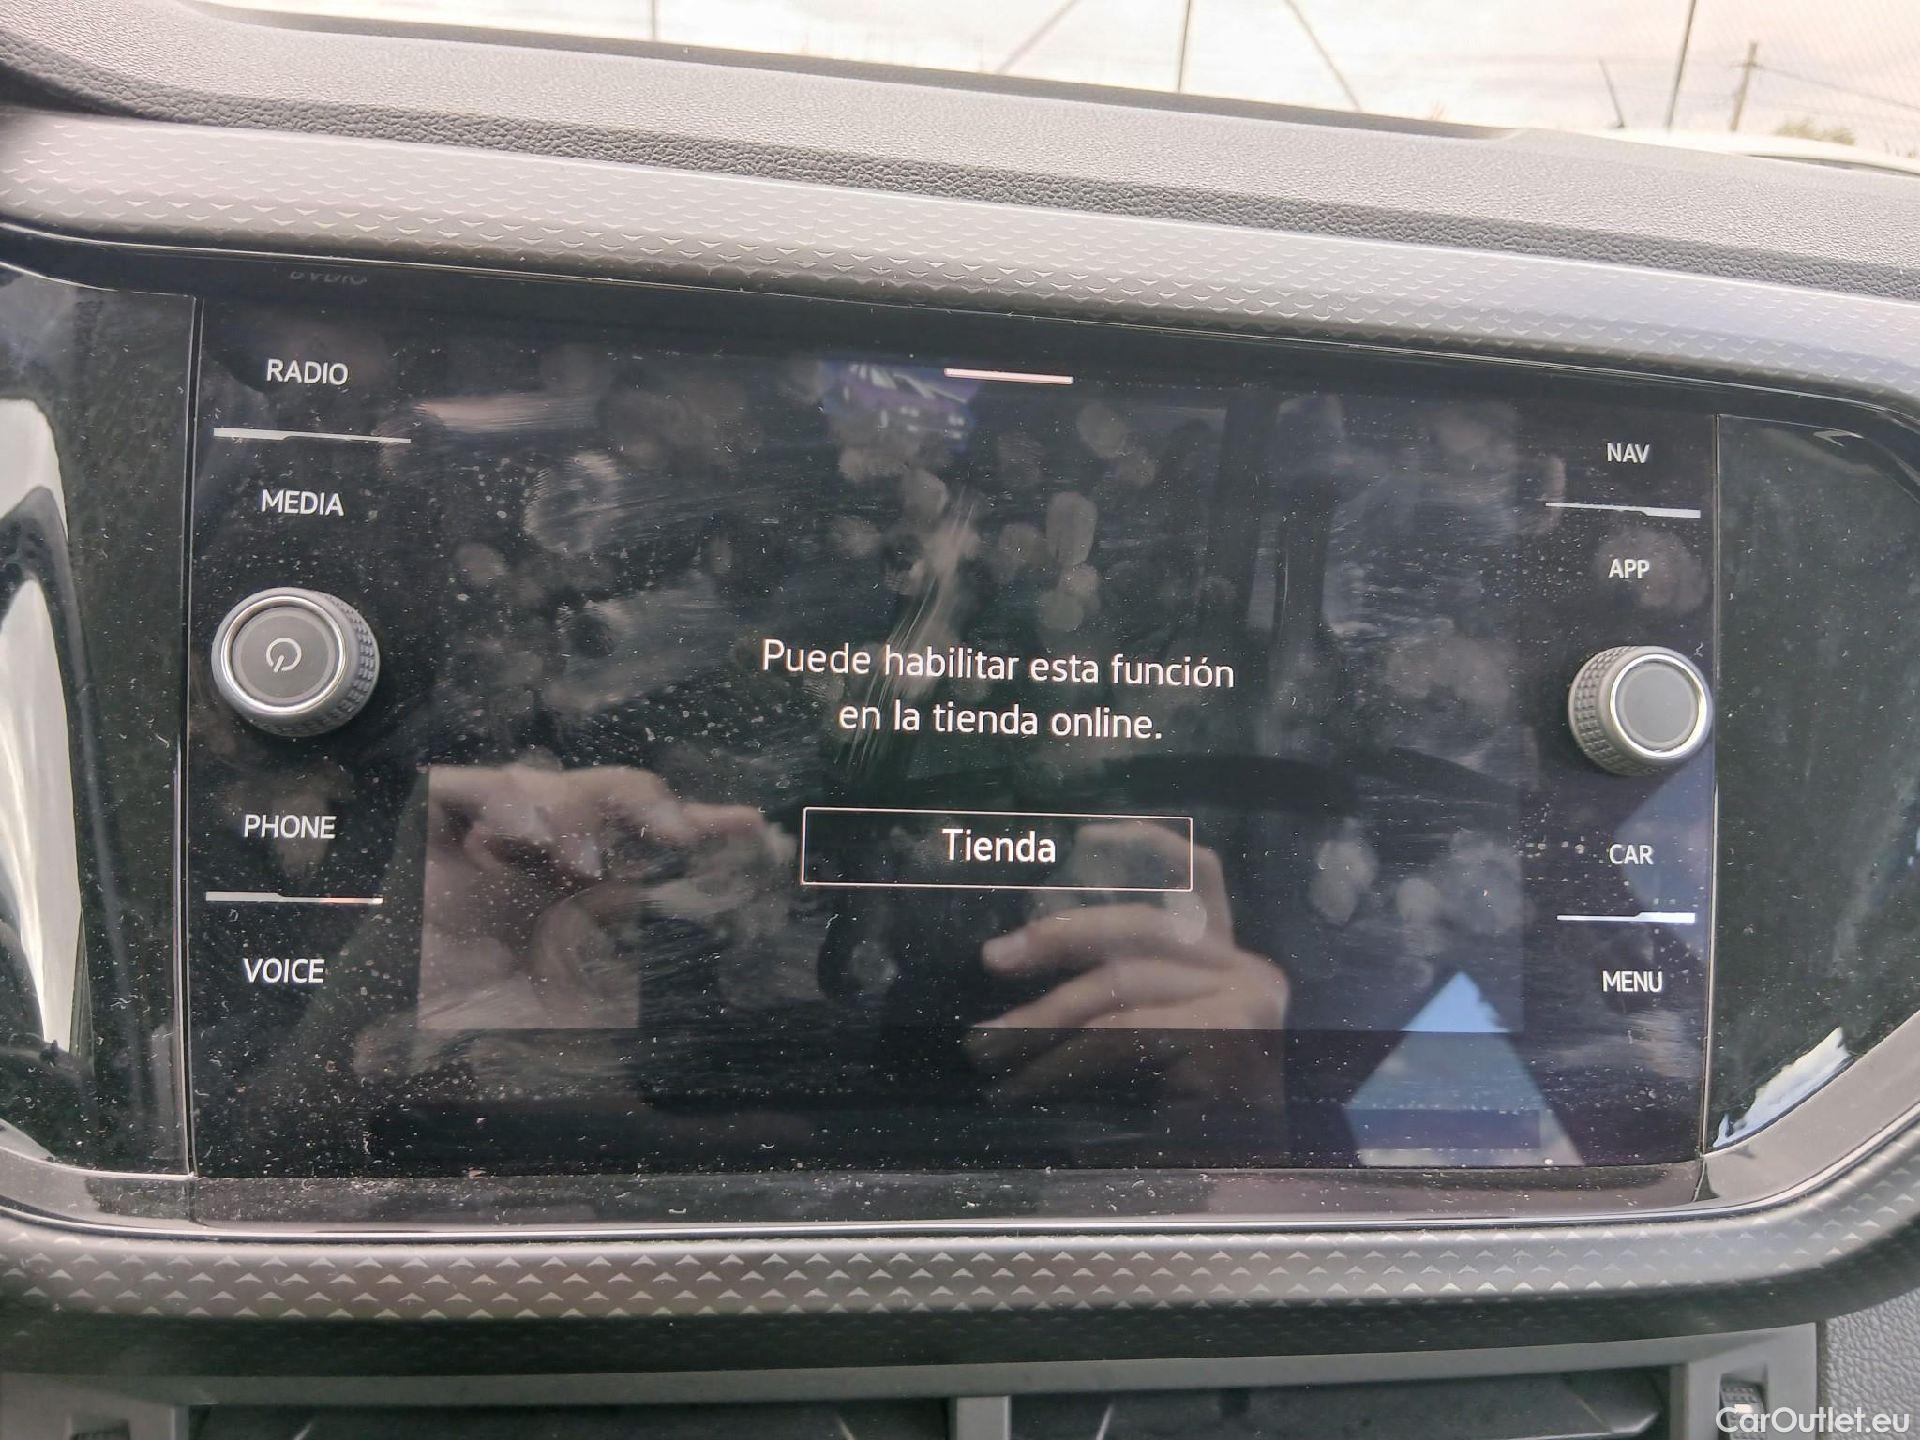 RADIO
MEDIA
PHONE
VOICE
Puede habilitar esta función
en la tienda online.
Tienda
NAV
APP
CAR
MENU
CarOutlet.eu